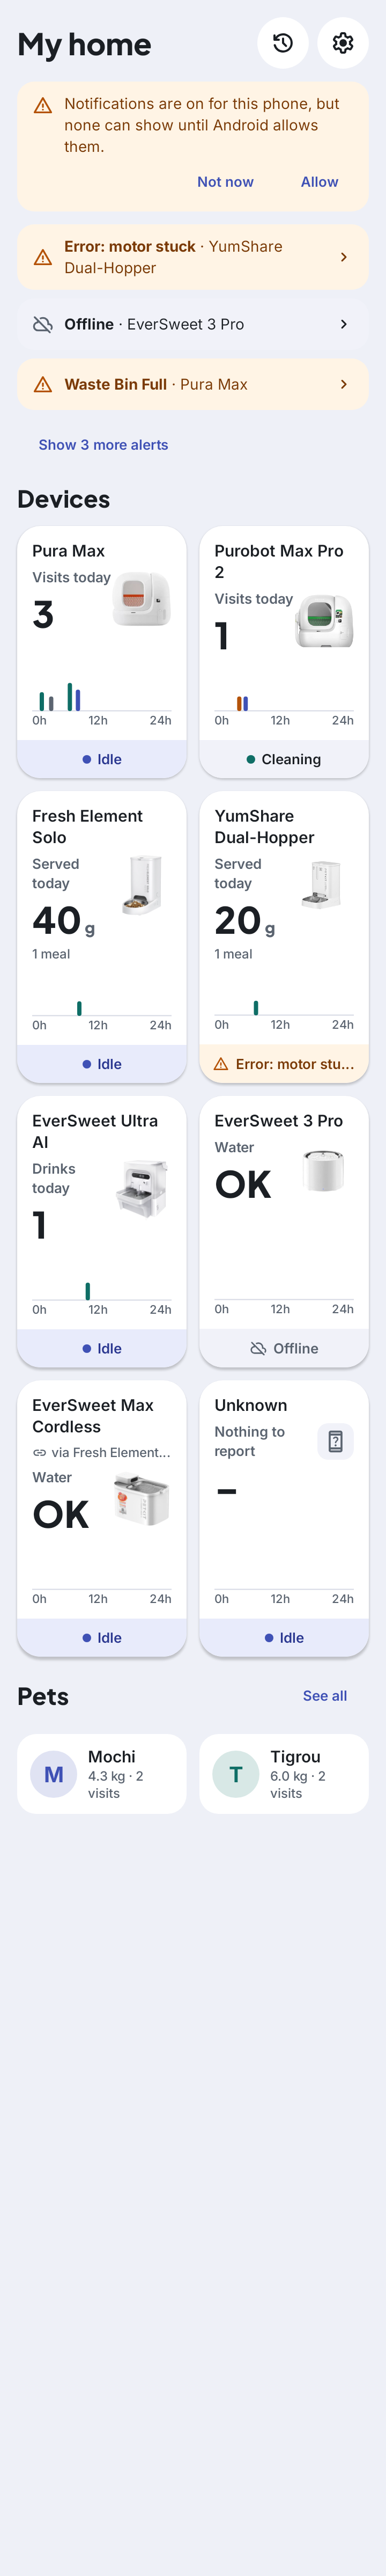 My home
Notifications are on for this phone, but
none can show until Android allows
them.
Not now
Allow
Error: motor stuck · YumShare
Dual-Hopper
Offline · EverSweet 3 Pro
Waste Bin Full · Pura Max
Show 3 more alerts
Devices
Pura Max
Visits today
3
0h 12h 24h
Idle
Purobot Max Pro
2
Visits today
1
0h 12h 24h
Cleaning
Fresh Element
Solo
Served
today
40 g
1 meal
0h 12h 24h
Idle
YumShare
Dual-Hopper
Served
today
20 g
1 meal
0h 12h 24h
Error: motor stu...
EverSweet Ultra
AI
Drinks
today
1
0h 12h 24h
Idle
EverSweet 3 Pro
Water
OK
0h 12h 24h
Offline
EverSweet Max
Cordless
via Fresh Element...
Water
OK
0h 12h 24h
Idle
Unknown
Nothing to
report
–
0h 12h 24h
Idle
Pets
See all
M
Mochi
4.3 kg · 2
visits
T
Tigrou
6.0 kg · 2
visits